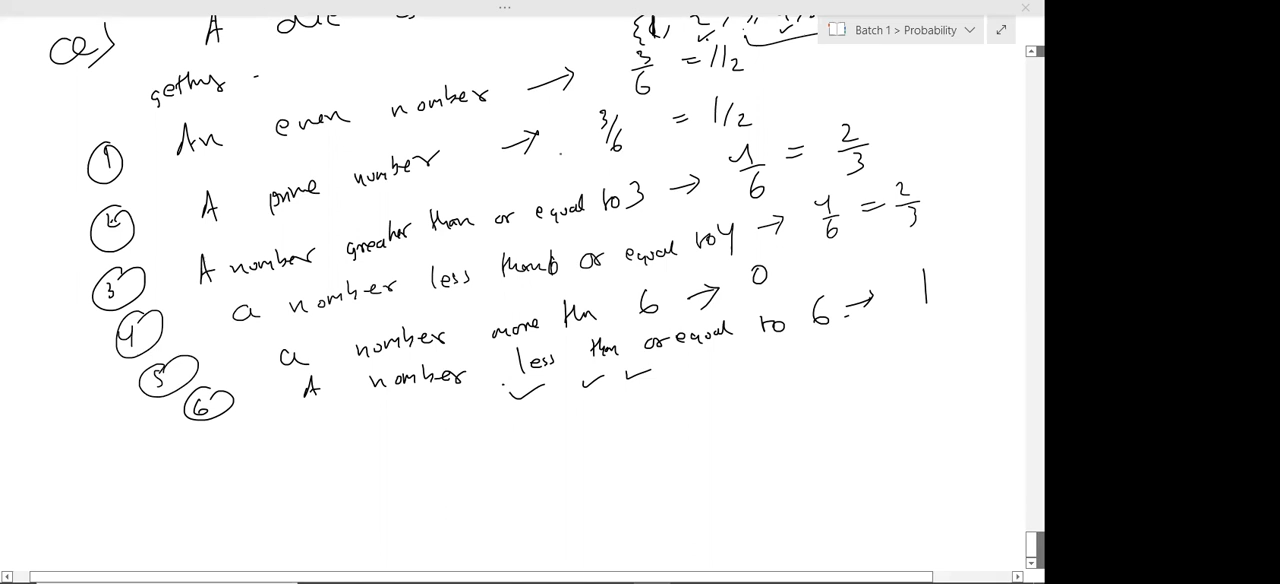 Batch 1 > Probability
Q) A die
{1, 2,
getting
① An even number → 3/6 = 1/2
② A prime number → 3/6 = 1/2
③ A number greater than or equal to 3 → 4/6 = 2/3
④ a number less than or equal to 4 → 4/6 = 2/3
⑤ a number more thn 6 → 0
⑥ A number less than or equal to 6 → 1